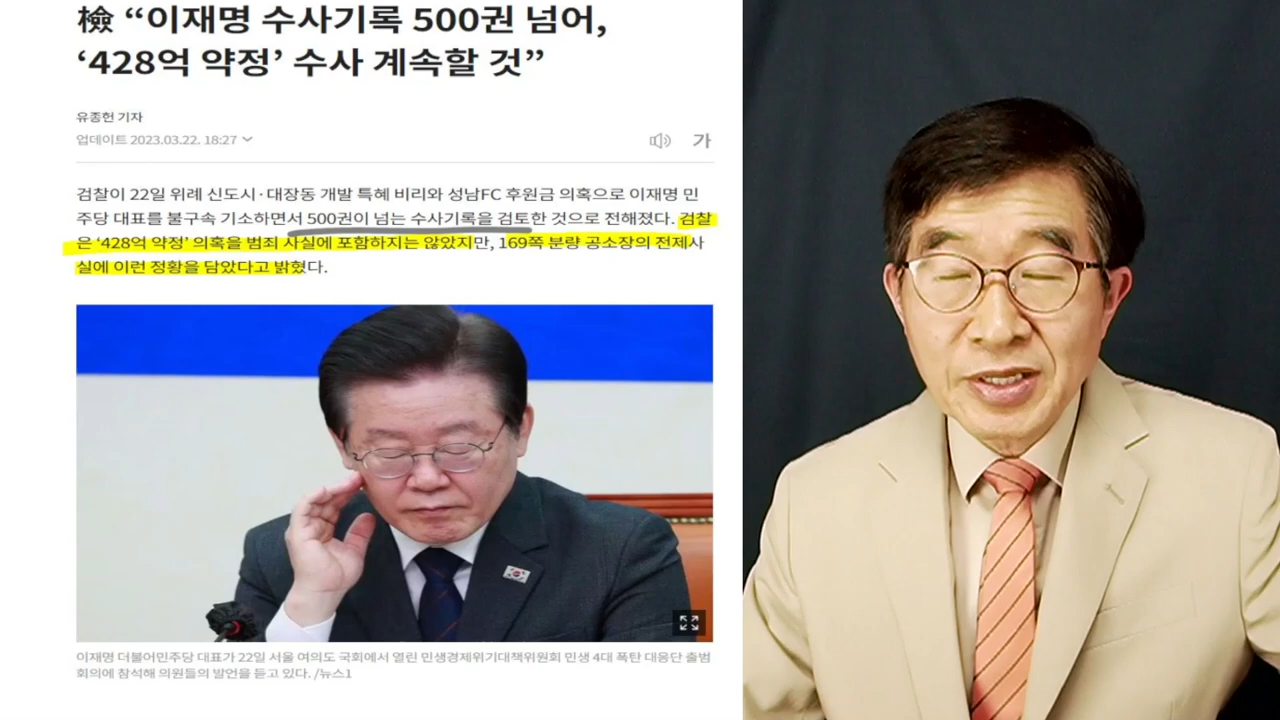 檢 “이재명 수사기록 500권 넘어,
‘428억 약정’ 수사 계속할 것”
유종헌 기자
업데이트 2023.03.22. 18:27
가
검찰이 22일 위례 신도시·대장동 개발 특혜 비리와 성남FC 후원금 의혹으로 이재명 민
주당 대표를 불구속 기소하면서 500권이 넘는 수사기록을 검토한 것으로 전해졌다. 검찰
은 ‘428억 약정’ 의혹을 범죄 사실에 포함하지는 않았지만, 169쪽 분량 공소장의 전제사
실에 이런 정황을 담았다고 밝혔다.
이재명 더불어민주당 대표가 22일 서울 여의도 국회에서 열린 민생경제위기대책위원회 민생 4대 폭탄 대응단 출범
회의에 참석해 의원들의 발언을 듣고 있다. /뉴스1